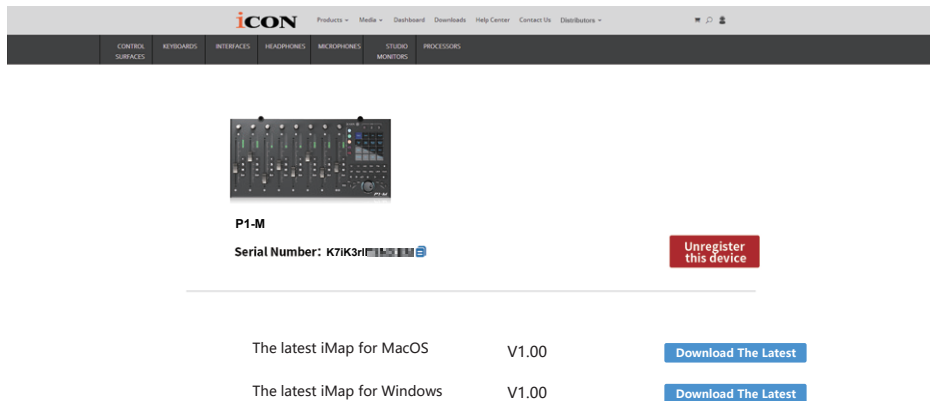 iCON Products Media Dashboard Downloads Help Center Contact Us Distributors
CONTROL SURFACES KEYBOARDS INTERFACES HEADPHONES MICROPHONES STUDIO MONITORS PROCESSORS
P1-M
P1-M
Serial Number: K7iK3rI
Unregister
this device
The latest iMap for MacOS V1.00 Download The Latest
The latest iMap for Windows V1.00 Download The Latest